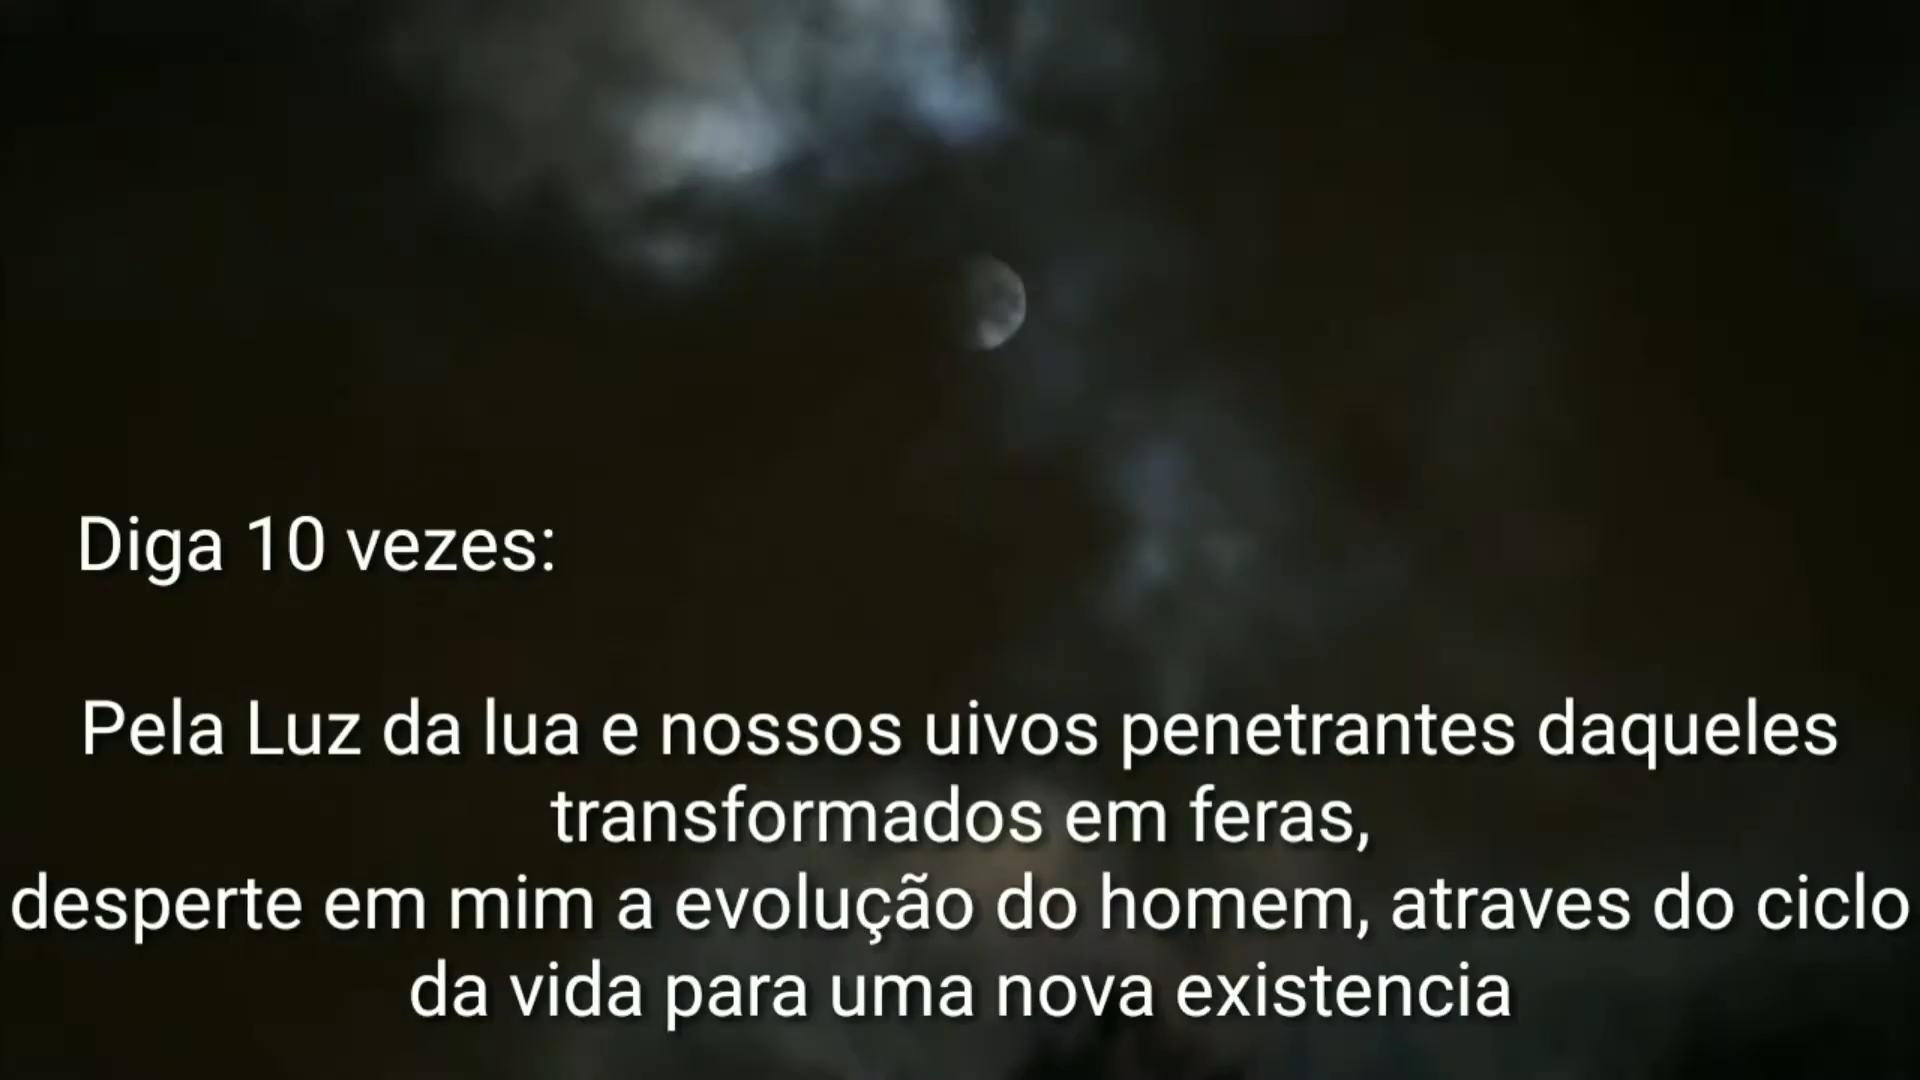 Diga 10 vezes:
Pela Luz da lua e nossos uivos penetrantes daqueles
transformados em feras,
desperte em mim a evolução do homem, atraves do ciclo
da vida para uma nova existencia